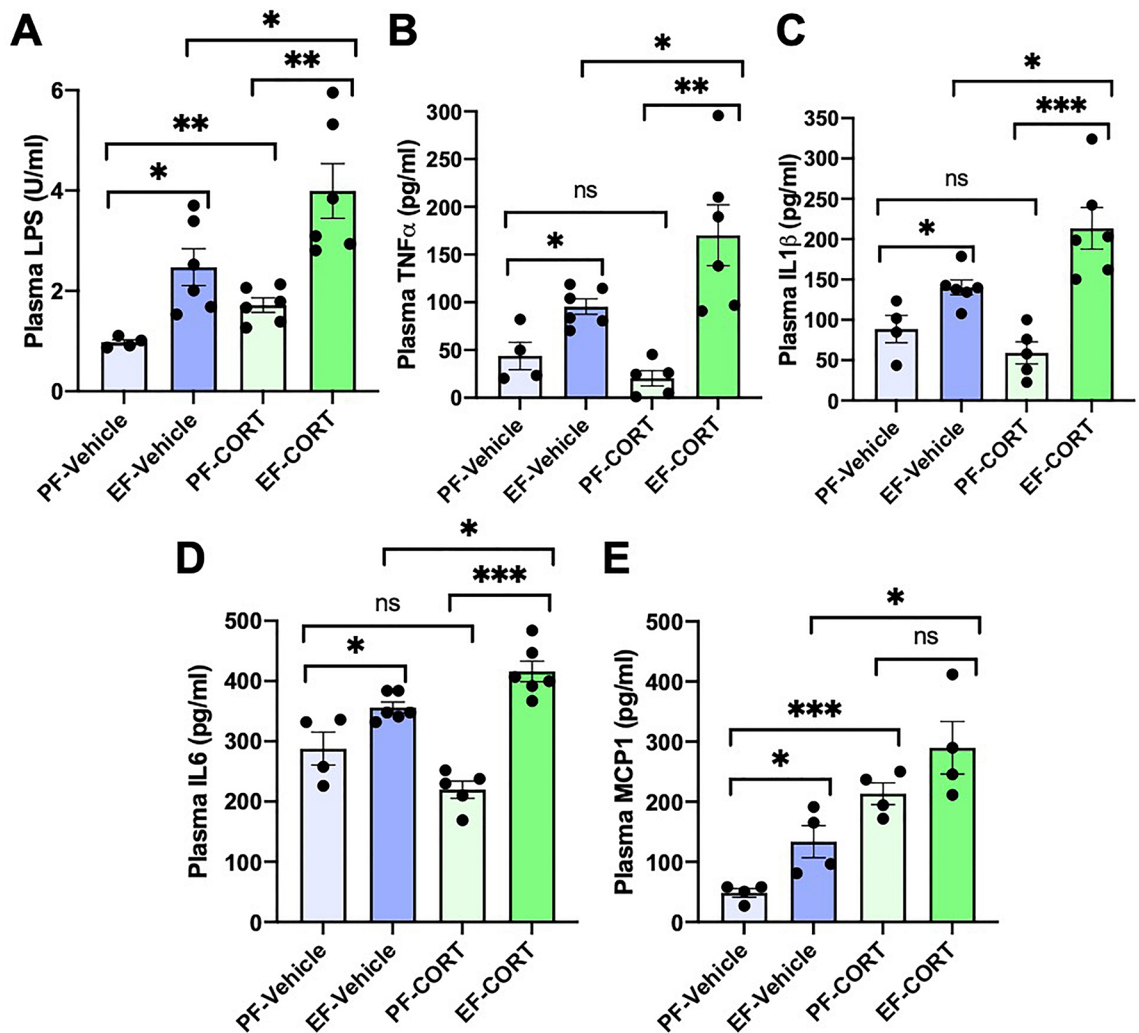 A
*
**
**
*
Plasma LPS (U/ml)
6
4
2
0
PF-Vehicle
EF-Vehicle
PF-CORT
EF-CORT
B
*
**
ns
*
Plasma TNFα (pg/ml)
300
250
200
150
100
50
0
PF-Vehicle
EF-Vehicle
PF-CORT
EF-CORT
C
*
***
ns
*
Plasma IL1β (pg/ml)
350
300
250
200
150
100
50
0
PF-Vehicle
EF-Vehicle
PF-CORT
EF-CORT
D
*
***
ns
*
Plasma IL6 (pg/ml)
500
400
300
200
100
0
PF-Vehicle
EF-Vehicle
PF-CORT
EF-CORT
E
*
ns
***
*
Plasma MCP1 (pg/ml)
500
400
300
200
100
0
PF-Vehicle
EF-Vehicle
PF-CORT
EF-CORT